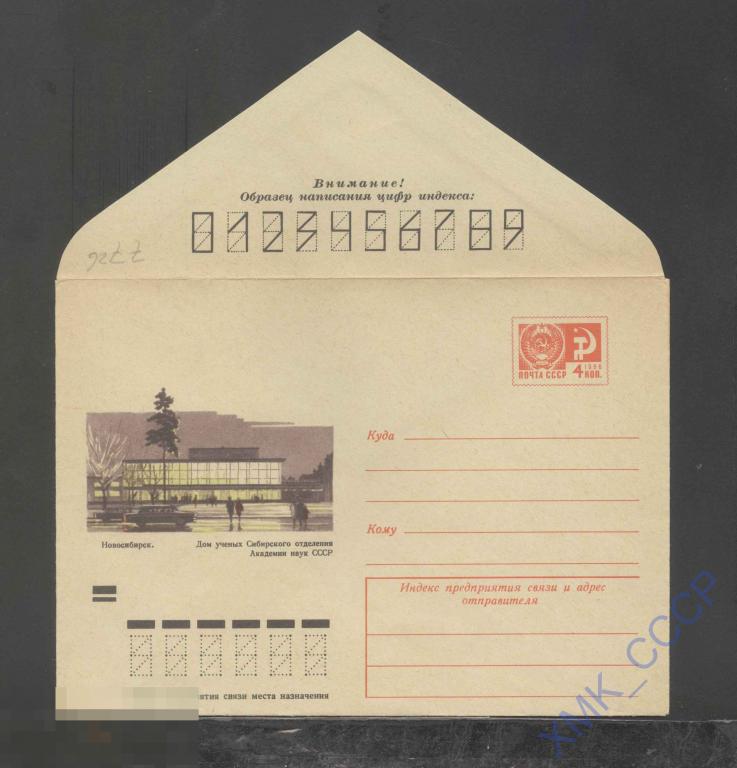 Внимание!
Образец написания цифр индекса:
0123456789
7726
ПОЧТА СССР 4 1966 КОП.
Куда
Кому
Новосибирск. Дом ученых Сибирского отделения
Академии наук СССР
Индекс предприятия связи и адрес
отправителя
связи места назначения
ХМК_СССР